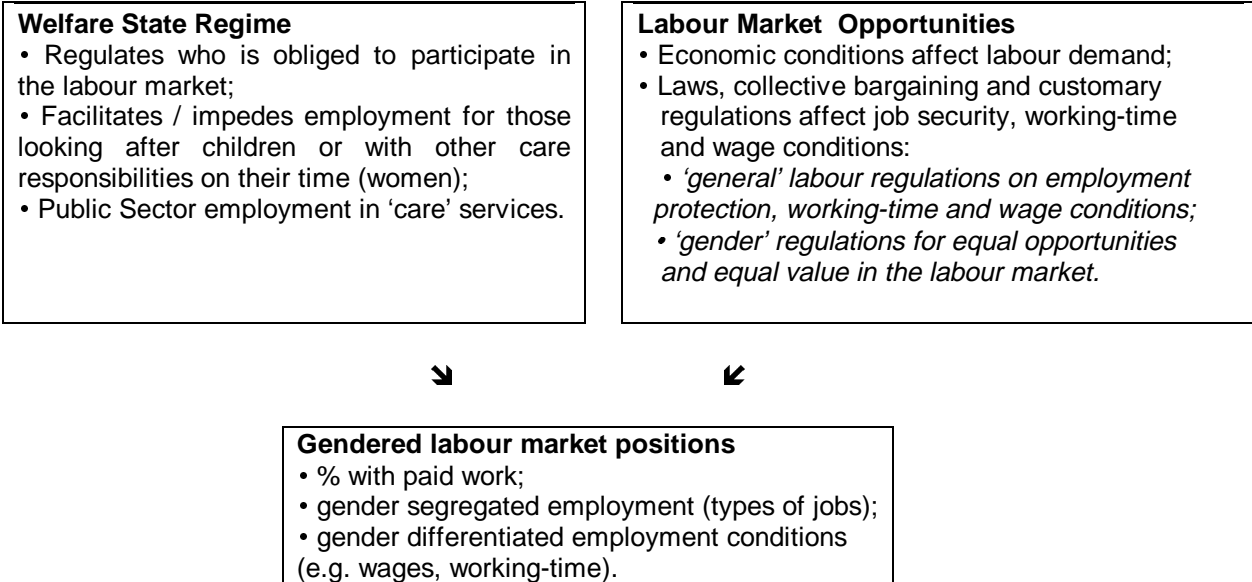 Welfare State Regime
• Regulates who is obliged to participate in
the labour market;
• Facilitates / impedes employment for those
looking after children or with other care
responsibilities on their time (women);
• Public Sector employment in ‘care’ services.
Labour Market  Opportunities
• Economic conditions affect labour demand;
• Laws, collective bargaining and customary
regulations affect job security, working-time
and wage conditions:
• ‘general’ labour regulations on employment
protection, working-time and wage conditions;
• ‘gender’ regulations for equal opportunities
and equal value in the labour market.
Gendered labour market positions
• % with paid work;
• gender segregated employment (types of jobs);
• gender differentiated employment conditions
(e.g. wages, working-time).